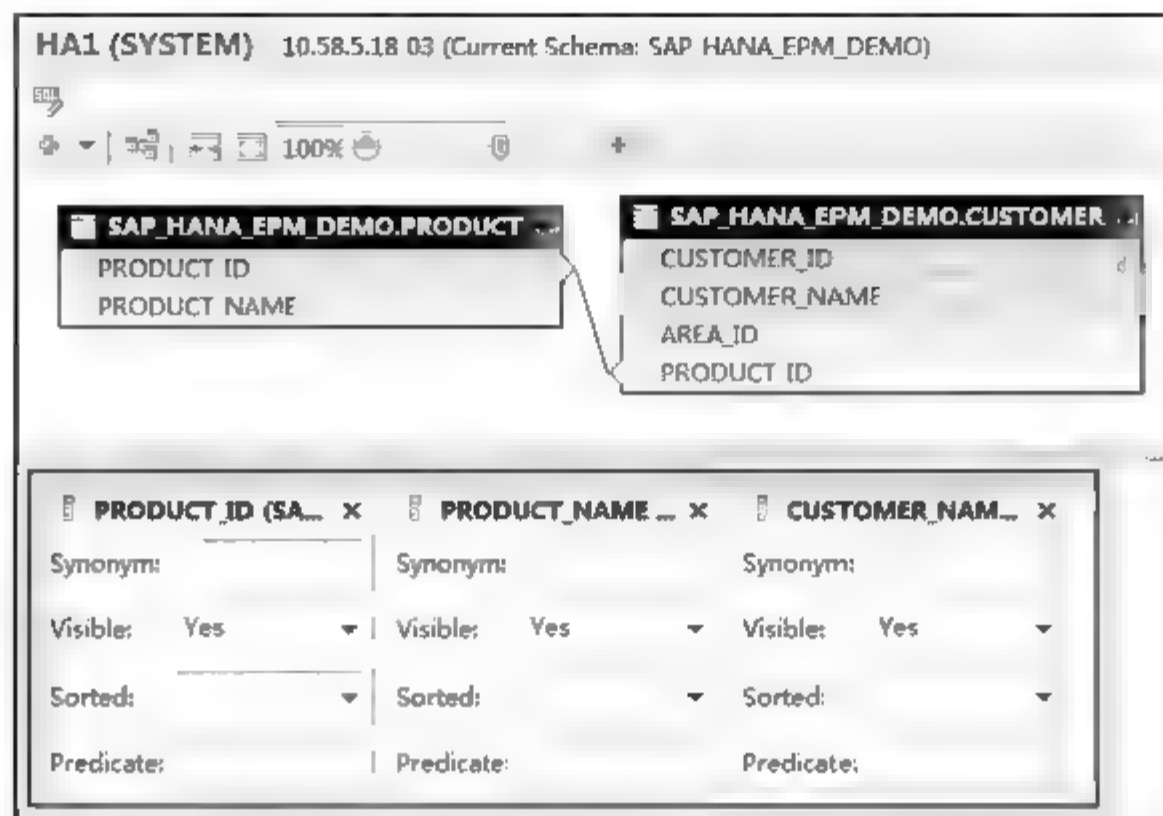 HA1 (SYSTEM) 10.58.5.18 03 (Current Schema: SAP HANA_EPM_DEMO)
SQL
100%
SAP_HANA_EPM_DEMO.PRODUCT ...
PRODUCT ID
PRODUCT NAME
SAP_HANA_EPM_DEMO.CUSTOMER ...
CUSTOMER_ID
CUSTOMER_NAME
AREA_ID
PRODUCT ID
PRODUCT_ID (SA... × PRODUCT_NAME ... × CUSTOMER_NAM... ×
Synonym: Synonym: Synonym:
Visible: Yes Visible: Yes Visible: Yes
Sorted: Sorted: Sorted:
Predicate: Predicate: Predicate: